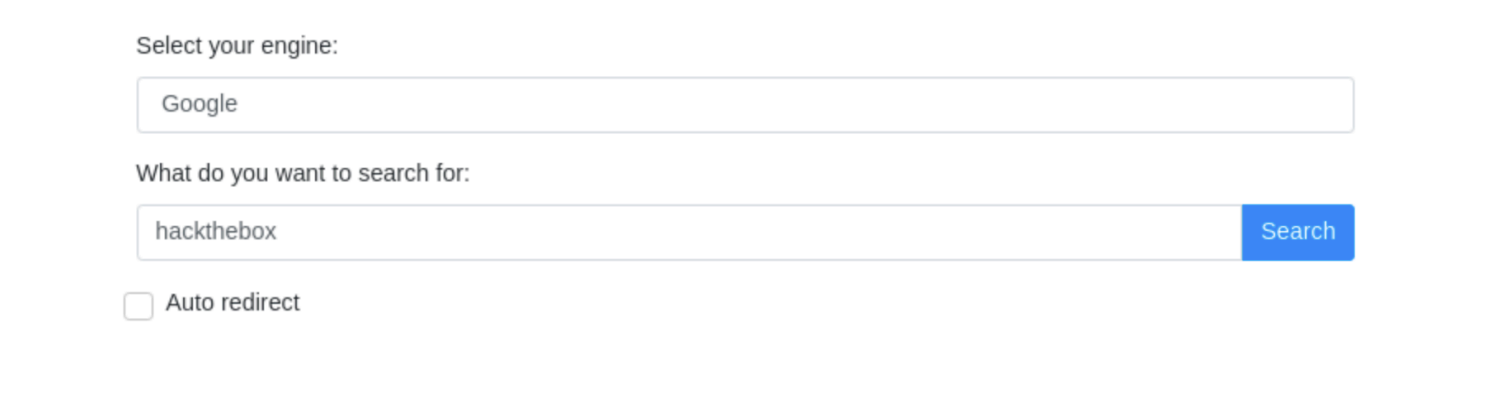 Select your engine:
Google
What do you want to search for:
hackthebox
Search
Auto redirect